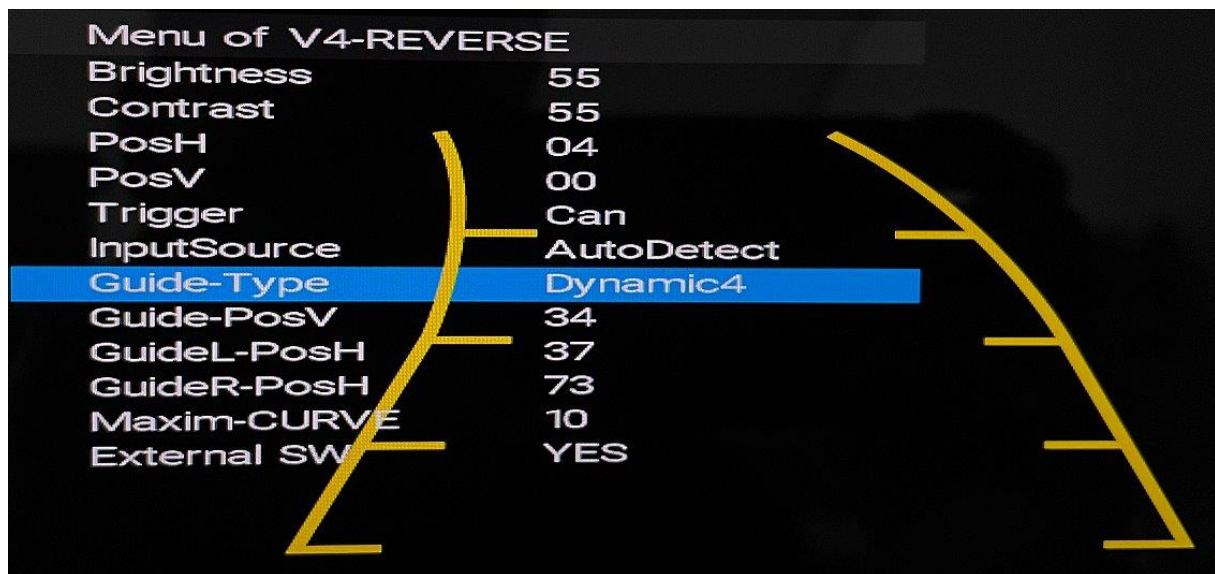 Menu of V4-REVERSE
Brightness 55
Contrast 55
PosH 04
PosV 00
Trigger Can
InputSource AutoDetect
Guide-Type Dynamic4
Guide-PosV 34
GuideL-PosH 37
GuideR-PosH 73
Maxim-CURVE 10
External SW YES